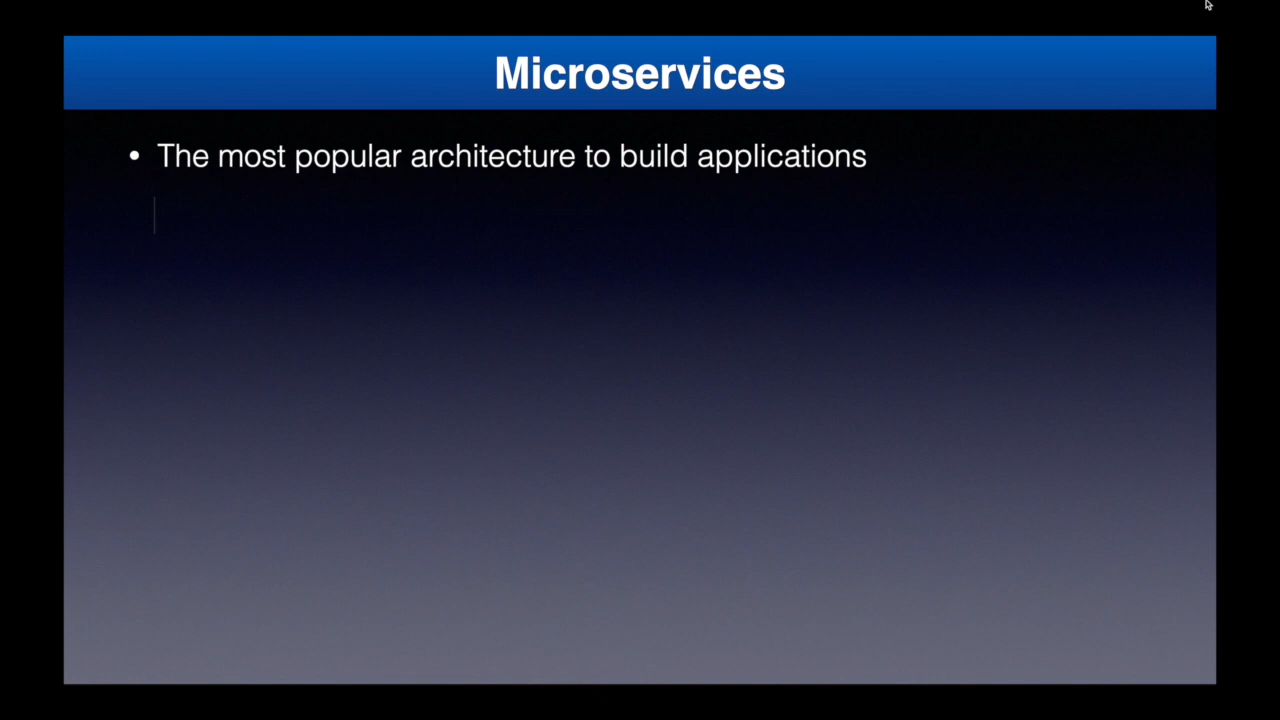 Microservices
• The most popular architecture to build applications